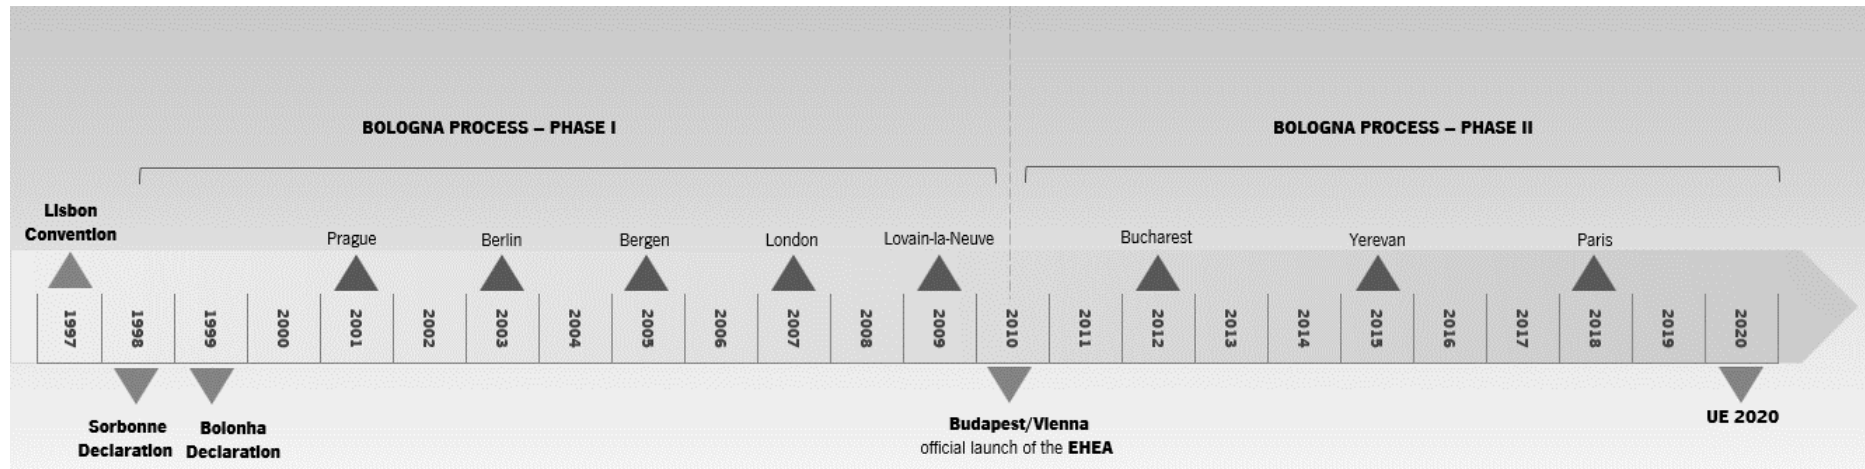 BOLOGNA PROCESS – PHASE I
BOLOGNA PROCESS – PHASE II
Lisbon
Convention
Prague
Berlin
Bergen
London
Lovain-la-Neuve
Bucharest
Yerevan
Paris
1997
1998
1999
2000
2001
2002
2003
2004
2005
2006
2007
2008
2009
2010
2011
2012
2013
2014
2015
2016
2017
2018
2019
2020
Sorbonne
Declaration
Bolonha
Declaration
Budapest/Vienna
official launch of the EHEA
UE 2020